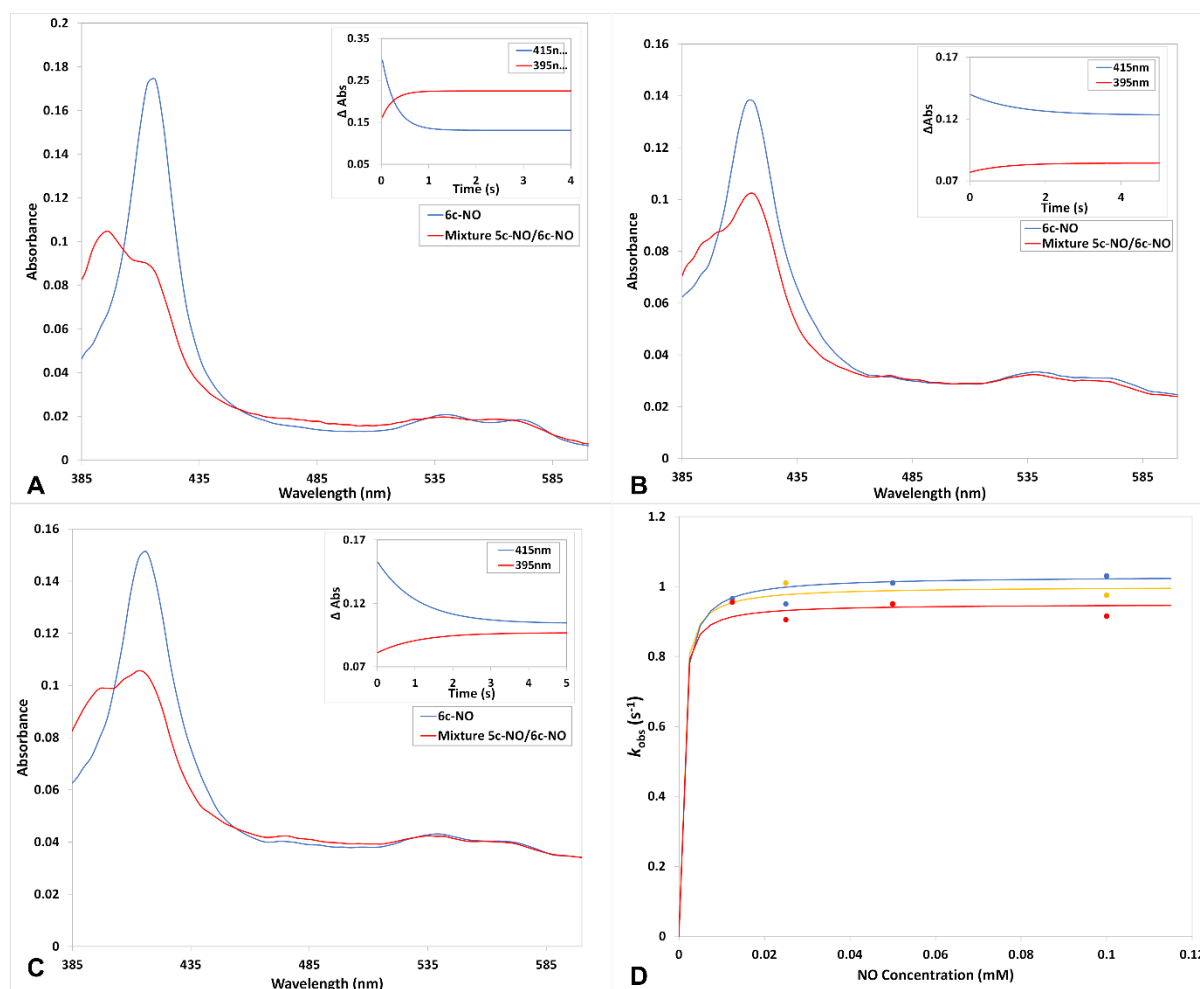 0.2
0.18
0.16
0.14
0.12
0.1
0.08
0.06
0.04
0.02
0
Absorbance
385
435
485
535
585
Wavelength (nm)
A
0.35
0.25
0.15
0.05
Δ Abs
0
1
2
3
4
Time (s)
415n...
395n...
6c-NO
Mixture 5c-NO/6c-NO
0.16
0.14
0.12
0.1
0.08
0.06
0.04
0.02
0
Absorbance
385
435
485
535
585
Wavelength (nm)
B
0.17
0.12
0.07
ΔAbs
0
2
4
Time (s)
415nm
395nm
6c-NO
Mixture 5c-NO/6c-NO
0.16
0.14
0.12
0.1
0.08
0.06
0.04
0.02
0
Absorbance
385
435
485
535
585
Wavelength (nm)
C
0.17
0.12
0.07
Δ Abs
0
1
2
3
4
5
Time (s)
415nm
395nm
6c-NO
Mixture 5c-NO/6c-NO
1.2
1
0.8
0.6
0.4
0.2
0
kobs (s⁻¹)
0
0.02
0.04
0.06
0.08
0.1
0.12
NO Concentration (mM)
D